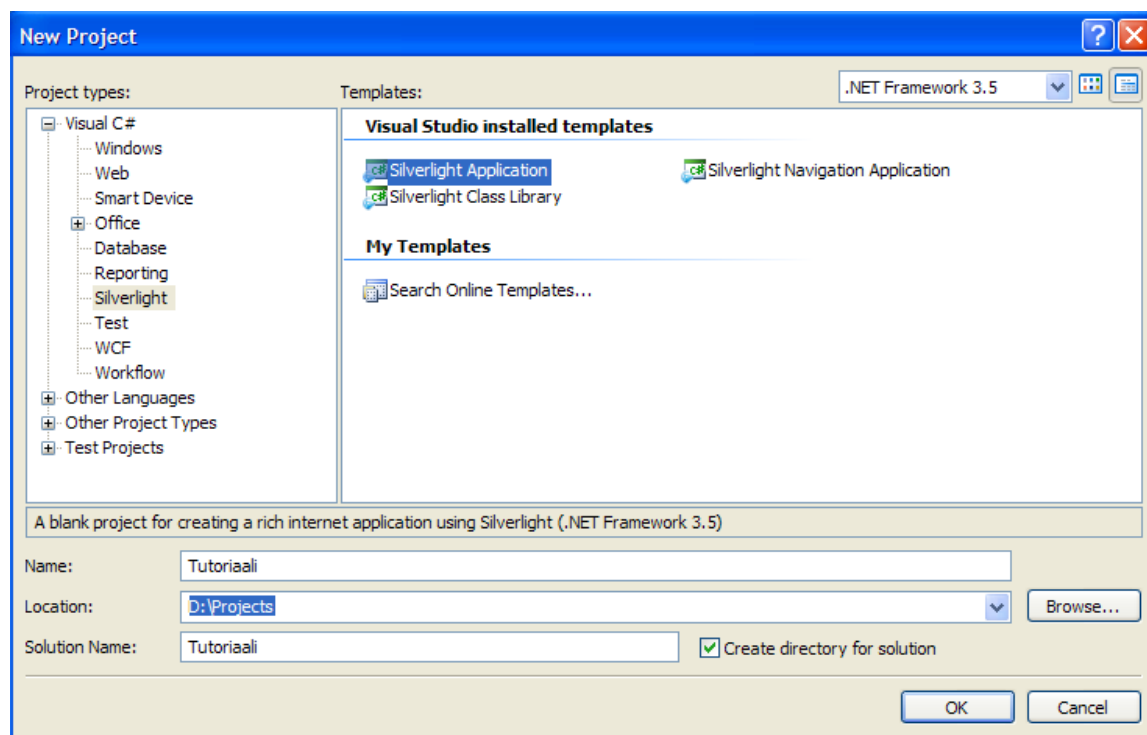 New Project
Project types:
Templates:
.NET Framework 3.5
Visual C#
Windows
Web
Smart Device
Office
Database
Reporting
Silverlight
Test
WCF
Workflow
Other Languages
Other Project Types
Test Projects
Visual Studio installed templates
Silverlight Application
Silverlight Navigation Application
Silverlight Class Library
My Templates
Search Online Templates...
A blank project for creating a rich internet application using Silverlight (.NET Framework 3.5)
Name:
Tutoriaali
Location:
D:\Projects
Browse...
Solution Name:
Tutoriaali
Create directory for solution
OK
Cancel